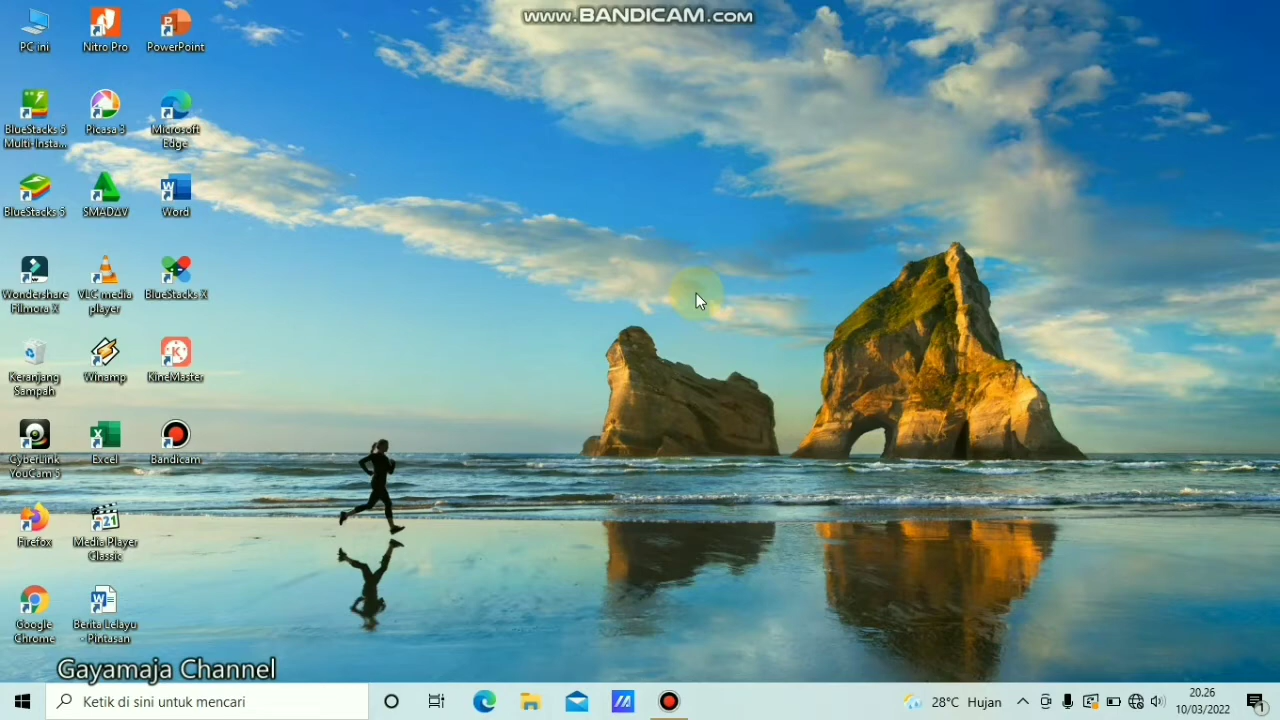 www.BANDICAM.com
PC ini
Nitro Pro
PowerPoint
BlueStacks 5
Multi-Insta...
Picasa 3
Microsoft
Edge
BlueStacks 5
SMADΔV
Word
Wondershare
Filmora X
VLC media
player
BlueStacks X
Keranjang
Sampah
Winamp
KineMaster
CyberLink
YouCam 5
Excel
Bandicam
Firefox
Media Player
Classic
Google
Chrome
Berita Lelayu
- Pintasan
Gayamaja Channel
Ketik di sini untuk mencari
28°C Hujan
20.26
10/03/2022